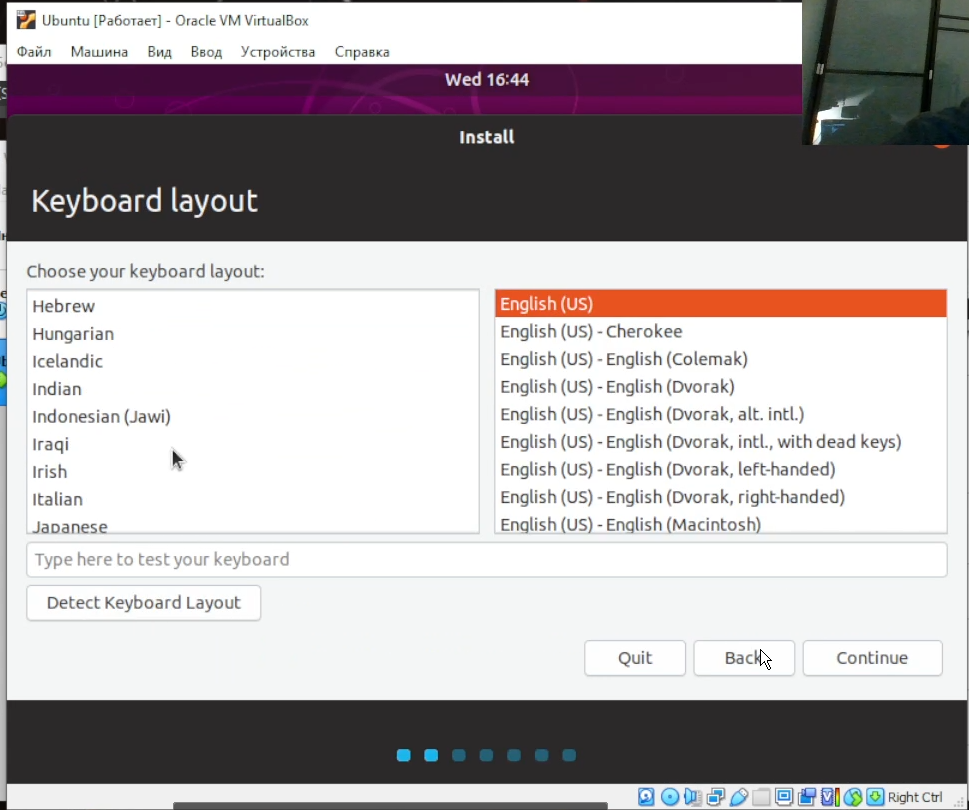 Ubuntu [Работает] - Oracle VM VirtualBox
Файл Машина Вид Ввод Устройства Справка
Wed 16:44
Install
Keyboard layout
Choose your keyboard layout:
Hebrew
Hungarian
Icelandic
Indian
Indonesian (Jawi)
Iraqi
Irish
Italian
Japanese
English (US)
English (US) - Cherokee
English (US) - English (Colemak)
English (US) - English (Dvorak)
English (US) - English (Dvorak, alt. intl.)
English (US) - English (Dvorak, intl., with dead keys)
English (US) - English (Dvorak, left-handed)
English (US) - English (Dvorak, right-handed)
English (US) - English (Macintosh)
Type here to test your keyboard
Detect Keyboard Layout
Quit Back Continue
Right Ctrl